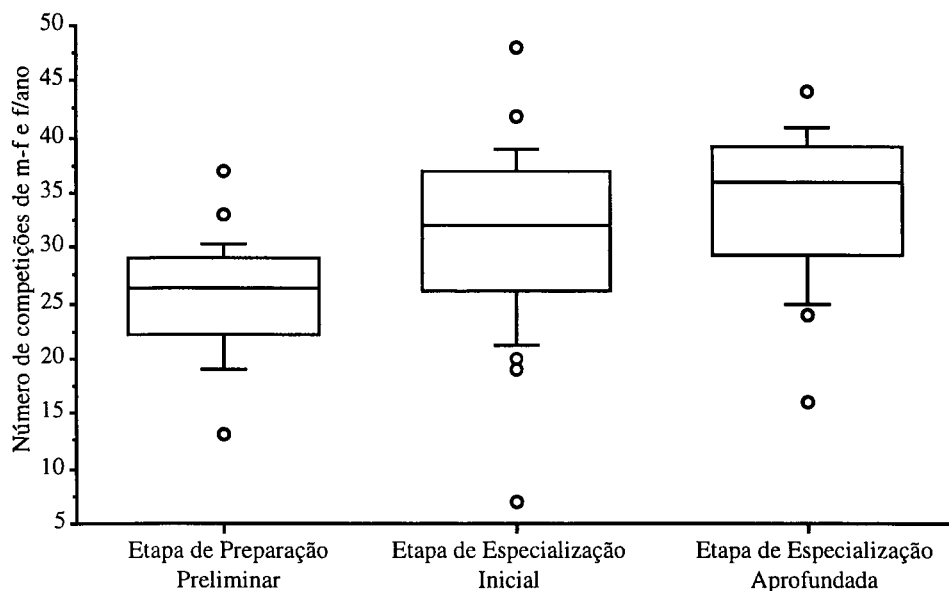 Número de competições de m-f e f/ano
50
45
40
35
30
25
20
15
10
5
Etapa de Preparação
Preliminar
Etapa de Especialização
Inicial
Etapa de Especialização
Aprofundada